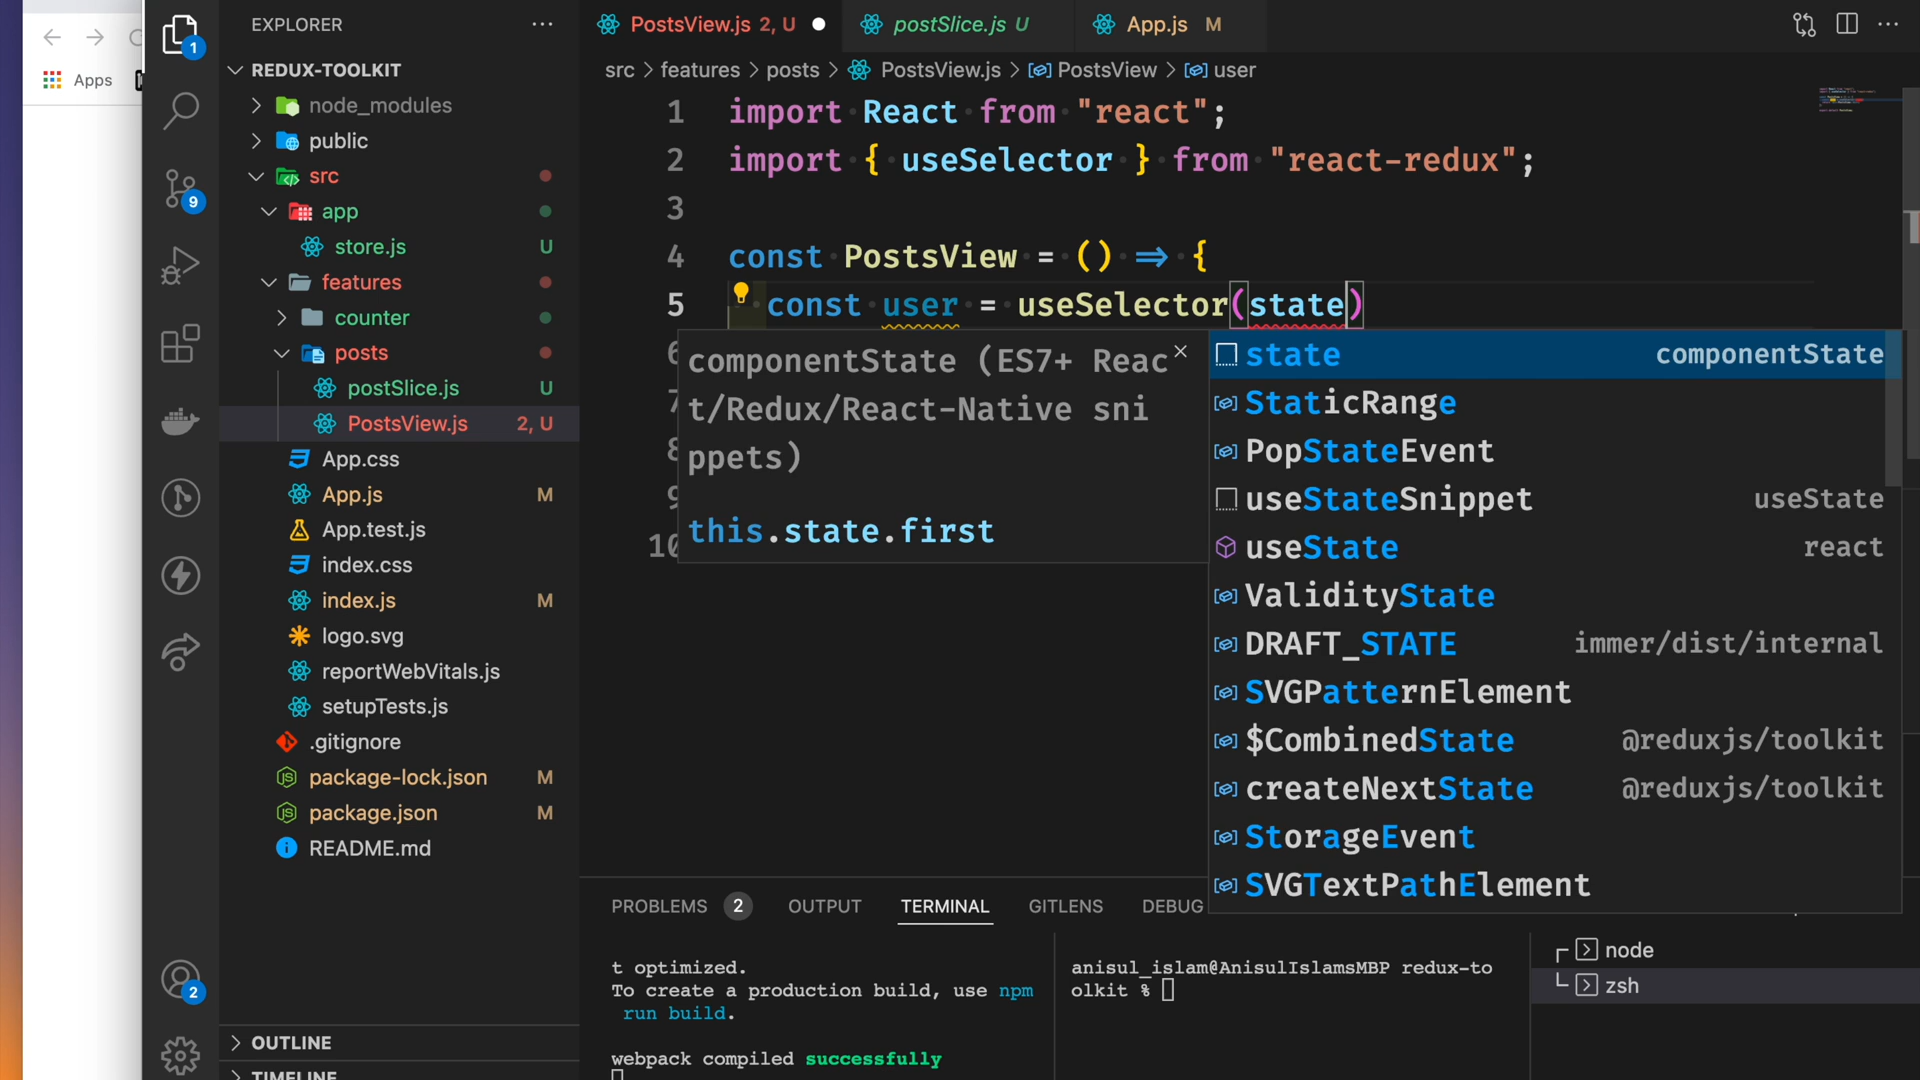 Apps
1
9
2
EXPLORER
REDUX-TOOLKIT
node_modules
public
src
app
store.js U
features
counter
posts
postSlice.js U
PostsView.js 2, U
App.css
App.js M
App.test.js
index.css
index.js M
logo.svg
reportWebVitals.js
setupTests.js
.gitignore
package-lock.json M
package.json M
README.md
OUTLINE
TIMELINE
PostsView.js 2, U
postSlice.js U
App.js M
src > features > posts > PostsView.js > PostsView > user
1 import React from "react";
2 import { useSelector } from "react-redux";
3
4 const PostsView = () => {
5 const user = useSelector(state)
10
componentState (ES7+ Reac
t/Redux/React-Native sni
ppets)
this.state.first
state componentState
StaticRange
PopStateEvent
useStateSnippet useState
useState react
ValidityState
DRAFT_STATE immer/dist/internal
SVGPatternElement
$CombinedState @reduxjs/toolkit
createNextState @reduxjs/toolkit
StorageEvent
SVGTextPathElement
PROBLEMS 2 OUTPUT TERMINAL GITLENS DEBUG
t optimized.
To create a production build, use npm
run build.
webpack compiled successfully
anisul_islam@AnisulIslamsMBP redux-to
olkit %
node
zsh